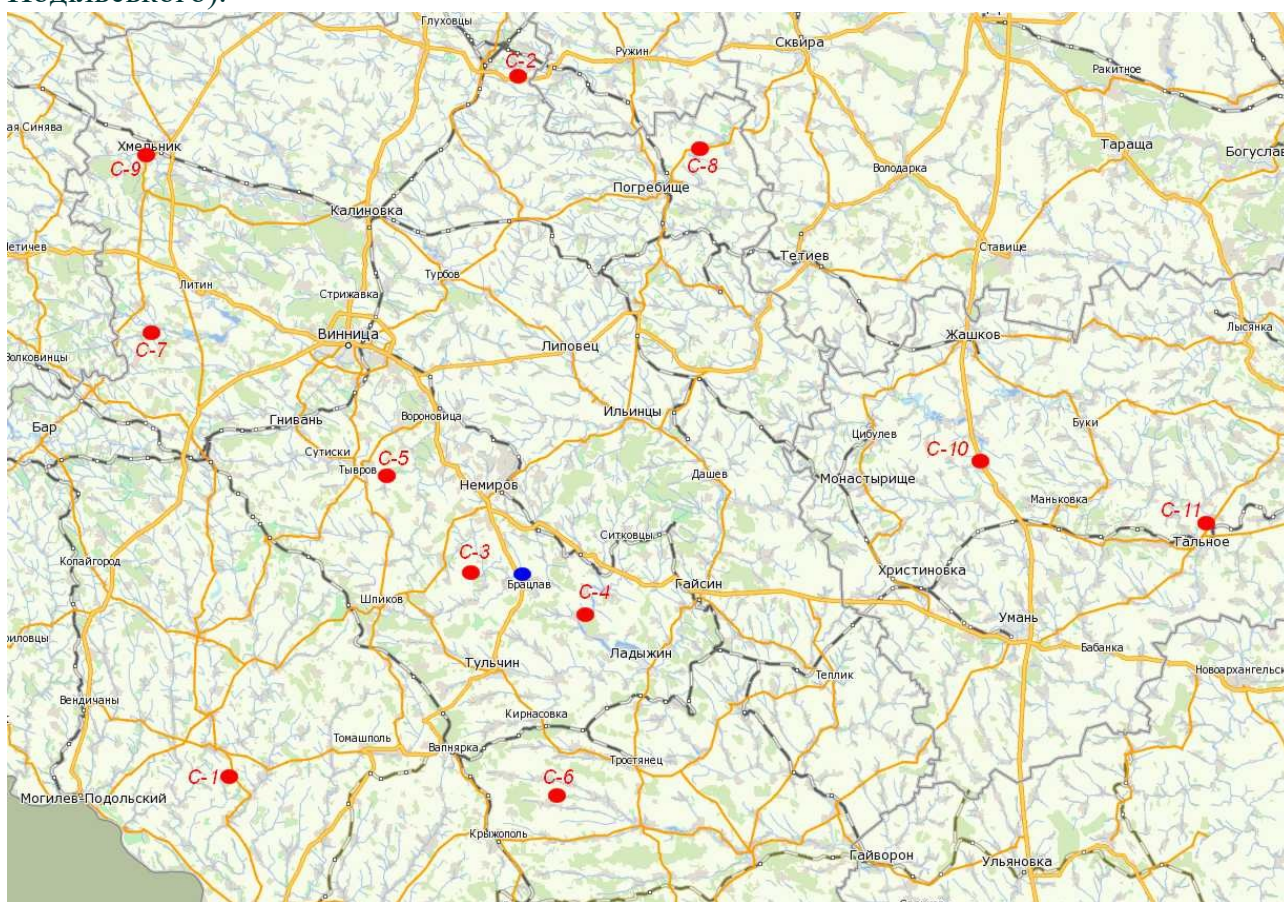 Подільського).
Глуховцы
Ружин
Сквира
С-2
Ракитное
ая Синява
Хмельник
С-9
С-8
Тараща
Богуслав
Володарка
Погребище
Калиновка
Летичев
Ставище
Тетиев
Турбов
Литин
Стрижавка
Винница
Лысянка
Жашков
С-7
Волковинцы
Липовец
Ильинцы
Вороновица
Гнивань
Бар
Буки
Цибулев
Сутиски
Тывров
С-5
С-10
Дашев
Монастырище
Немиров
Маньковка
С-11
Тальное
Ситковцы
Копайгород
С-3
Брацлав
С-4
Гайсин
Христиновка
Шпиков
Умань
Бабанка
Ладыжин
Тульчин
Теплик
Новоархангельск
Вендичаны
Кирнасовка
Томашполь
Вапнярка
Тростянец
С-1
Могилев-Подольский
С-6
Крыжополь
Гайворон
Ульяновка